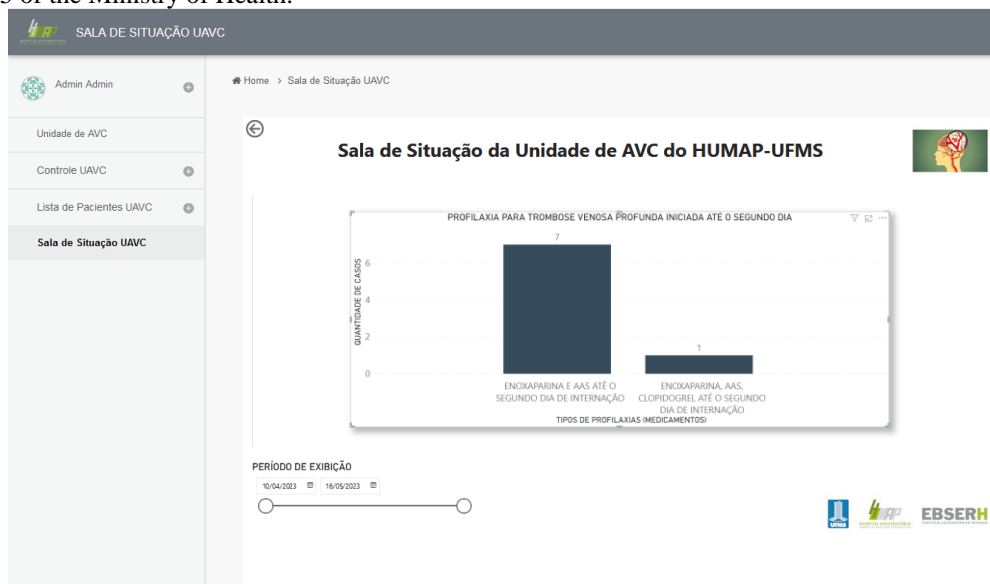 5 of the Ministry of Health.
SALA DE SITUAÇÃO UAVC
Admin Admin
Home > Sala de Situação UAVC
Unidade de AVC
Controle UAVC
Lista de Pacientes UAVC
Sala de Situação UAVC
Sala de Situação da Unidade de AVC do HUMAP-UFMS
PROFILAXIA PARA TROMBOSE VENOSA PROFUNDA INICIADA ATÉ O SEGUNDO DIA
QUANTIDADE DE CASOS
6
4
2
0
7
1
ENOXAPARINA E AAS ATÉ O
SEGUNDO DIA DE INTERNAÇÃO
ENOXAPARINA, AAS,
CLOPIDOGREL ATÉ O SEGUNDO
DIA DE INTERNAÇÃO
TIPOS DE PROFILAXIAS (MEDICAMENTOS)
PERÍODO DE EXIBIÇÃO
10/04/2023
16/05/2023
UFMS
EBSERH